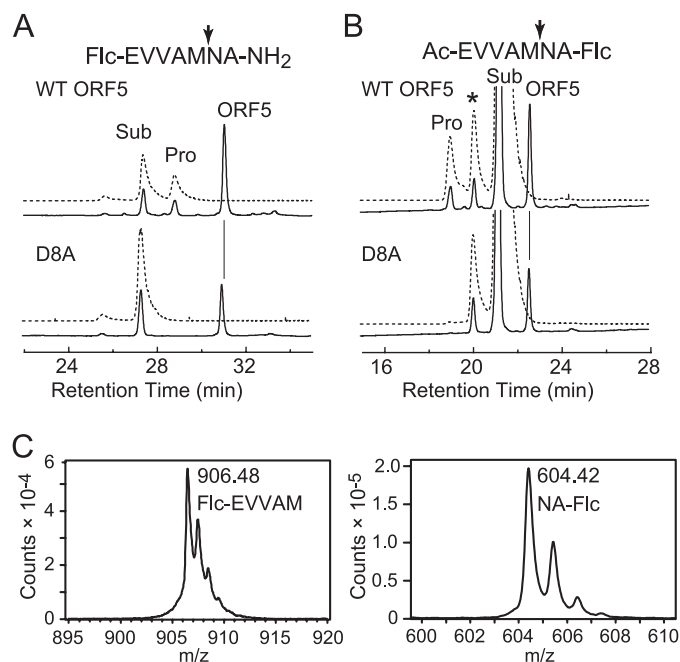 A
Flc-EVVAMNA-NH2
WT ORF5
Sub
Pro
ORF5
D8A
24 28 32
Retention Time (min)
B
Ac-EVVAMNA-Flc
WT ORF5
Pro
*
Sub
ORF5
D8A
16 20 24 28
Retention Time (min)
C
Counts × 10-4
6
4
2
0
906.48
Flc-EVVAM
895 900 905 910 915 920
m/z
Counts × 10-5
2.0
1.5
1.0
0.5
0
604.42
NA-Flc
600 602 604 606 608 610
m/z